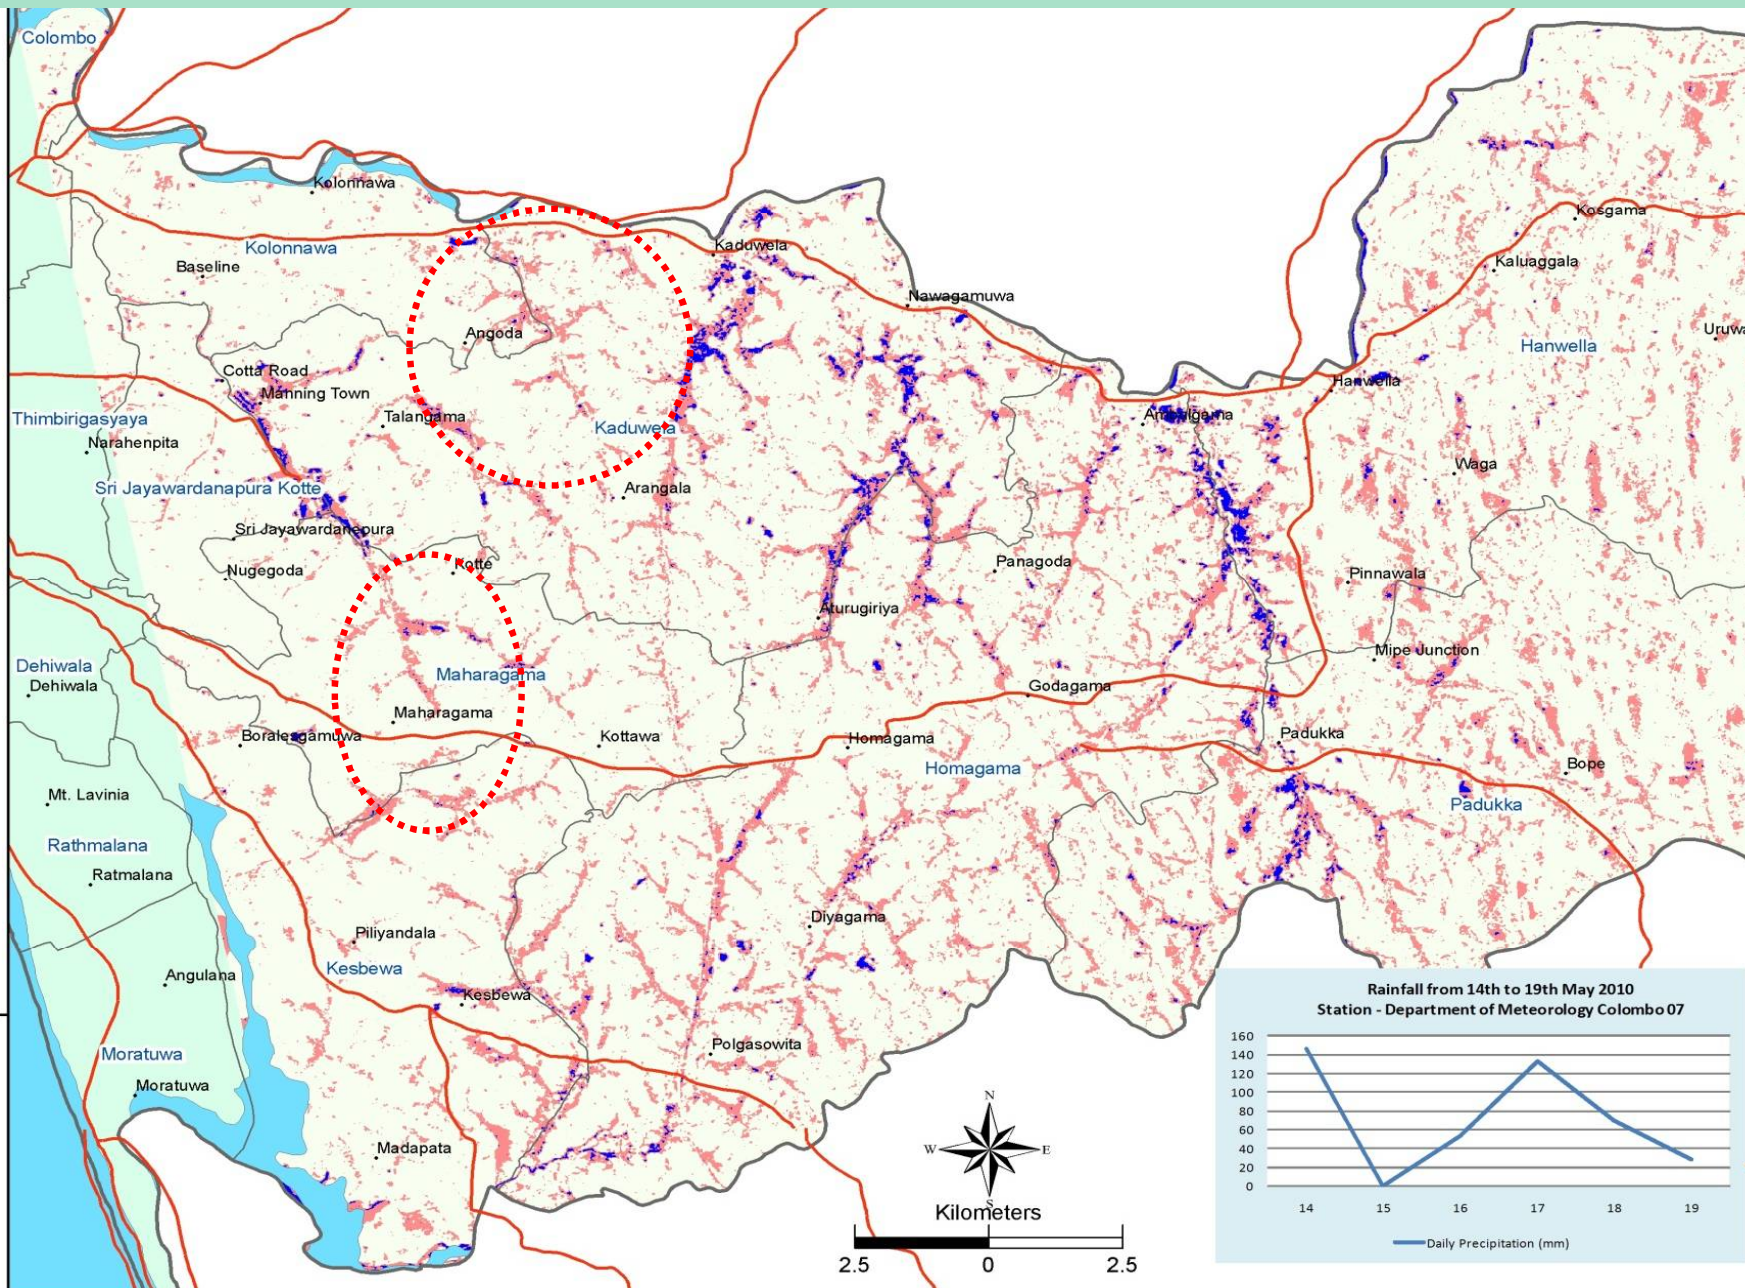 Colombo
Kolonnawa
Kolonnawa
Baseline
Kaduwela
Nawagamuwa
Kosgama
Kaluaggala
Angoda
Hanwella
Cotta Road
Manning Town
Hanwella
Thimbirigasyaya
Talangama
Kaduwela
Narahenpita
Waga
Sri Jayawardanapura Kotte
Arangala
Sri Jayawardanepura
Nugegoda
Kotte
Panagoda
Pinnawala
Aturugiriya
Dehiwala
Dehiwala
Maharagama
Mipe Junction
Godagama
Maharagama
Boralesgamuwa
Kottawa
Homagama
Padukka
Homagama
Bope
Mt. Lavinia
Padukka
Rathmalana
Ratmalana
Diyagama
Piliyandala
Kesbewa
Angulana
Kesbewa
Moratuwa
Moratuwa
Polgasowita
Madapata
N
W
E
S
Kilometers
2.5 0 2.5
Rainfall from 14th to 19th May 2010
Station - Department of Meteorology Colombo 07
160
140
120
100
80
60
40
20
0
14 15 16 17 18 19
Daily Precipitation (mm)